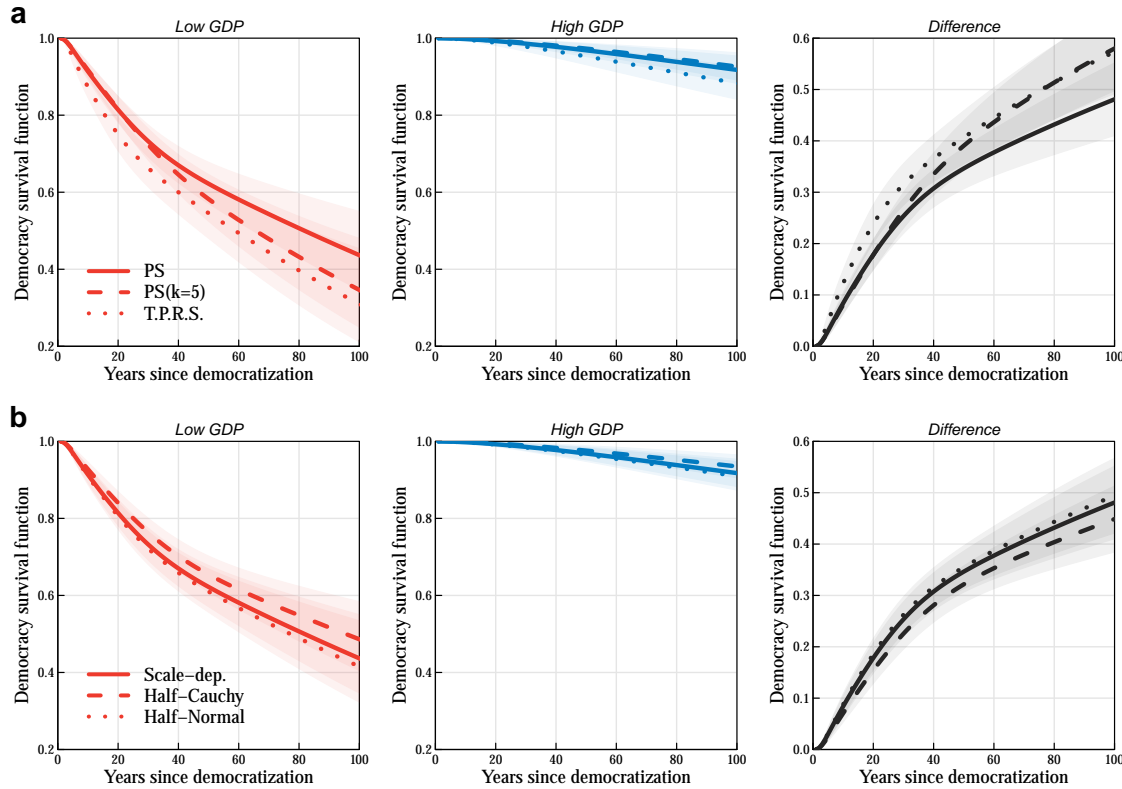 a
Low GDP
High GDP
Difference
Democracy survival function
1.0
0.8
0.6
0.4
0.2
PS
PS(k=5)
T.P.R.S.
0 20 40 60 80 100
Years since democratization
Democracy survival function
1.0
0.8
0.6
0.4
0.2
0 20 40 60 80 100
Years since democratization
Democracy survival function
0.6
0.5
0.4
0.3
0.2
0.1
0.0
0 20 40 60 80 100
Years since democratization
b
Low GDP
High GDP
Difference
Democracy survival function
1.0
0.8
0.6
0.4
0.2
Scale−dep.
Half−Cauchy
Half−Normal
0 20 40 60 80 100
Years since democratization
Democracy survival function
1.0
0.8
0.6
0.4
0.2
0 20 40 60 80 100
Years since democratization
Democracy survival function
0.6
0.5
0.4
0.3
0.2
0.1
0.0
0 20 40 60 80 100
Years since democratization